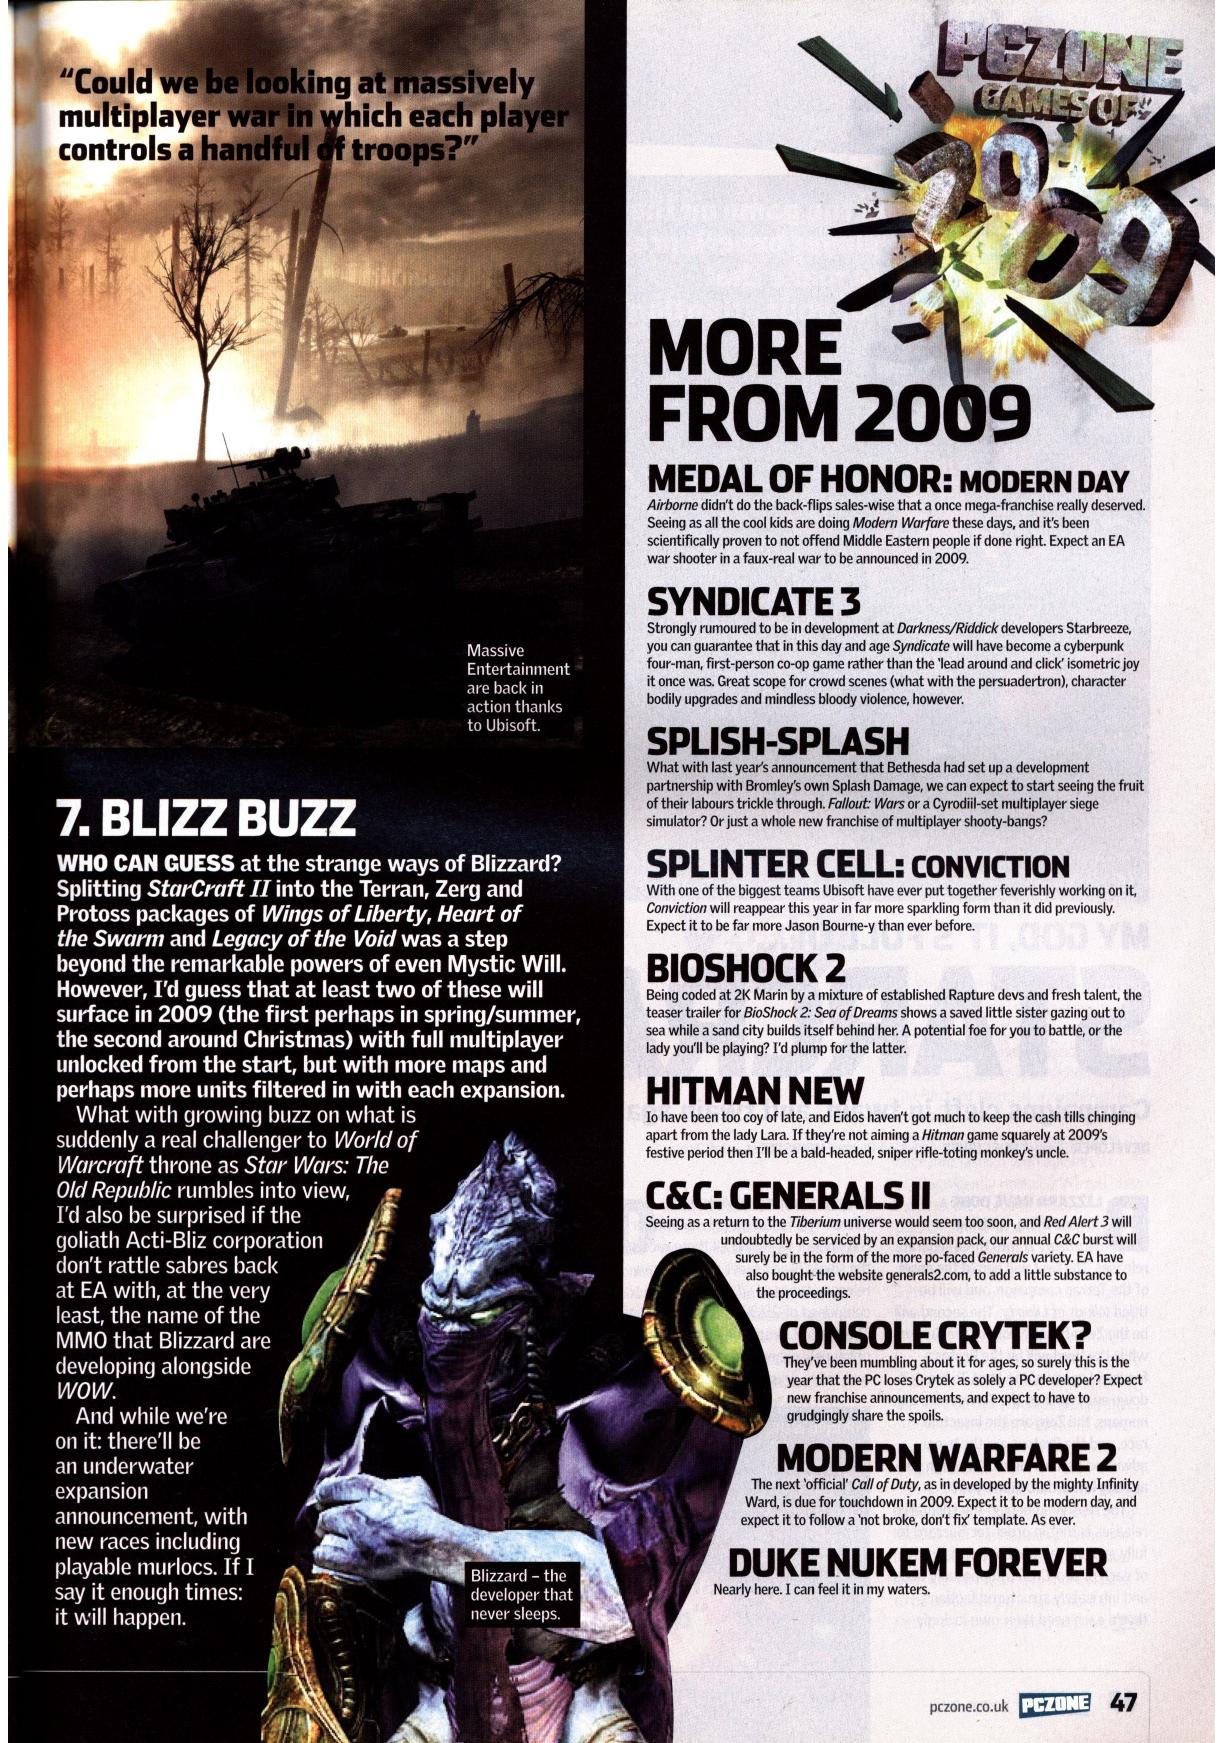 “Could we be looking at massively
multiplayer war in which each player
controls a handful of troops?”
Massive
Entertainment
are back in
action thanks
to Ubisoft.
7. BLIZZ BUZZ
WHO CAN GUESS at the strange ways of Blizzard?
Splitting StarCraft II into the Terran, Zerg and
Protoss packages of Wings of Liberty, Heart of
the Swarm and Legacy of the Void was a step
beyond the remarkable powers of even Mystic Will.
However, I’d guess that at least two of these will
surface in 2009 (the first perhaps in spring/summer,
the second around Christmas) with full multiplayer
unlocked from the start, but with more maps and
perhaps more units filtered in with each expansion.
What with growing buzz on what is
suddenly a real challenger to World of
Warcraft throne as Star Wars: The
Old Republic rumbles into view,
I’d also be surprised if the
goliath Acti-Bliz corporation
don’t rattle sabres back
at EA with, at the very
least, the name of the
MMO that Blizzard are
developing alongside
WOW.
And while we’re
on it: there’ll be
an underwater
expansion
announcement, with
new races including
playable murlocs. If I
say it enough times:
it will happen.
Blizzard – the
developer that
never sleeps.
PCZONE
GAMES OF
2009
MORE
FROM 2009
MEDAL OF HONOR: MODERN DAY
Airborne didn’t do the back-flips sales-wise that a once mega-franchise really deserved.
Seeing as all the cool kids are doing Modern Warfare these days, and it’s been
scientifically proven to not offend Middle Eastern people if done right. Expect an EA
war shooter in a faux-real war to be announced in 2009.
SYNDICATE 3
Strongly rumoured to be in development at Darkness/Riddick developers Starbreeze,
you can guarantee that in this day and age Syndicate will have become a cyberpunk
four-man, first-person co-op game rather than the ‘lead around and click’ isometric joy
it once was. Great scope for crowd scenes (what with the persuadertron), character
bodily upgrades and mindless bloody violence, however.
SPLISH-SPLASH
What with last year’s announcement that Bethesda had set up a development
partnership with Bromley’s own Splash Damage, we can expect to start seeing the fruit
of their labours trickle through. Fallout: Wars or a Cyrodiil-set multiplayer siege
simulator? Or just a whole new franchise of multiplayer shooty-bangs?
SPLINTER CELL: CONVICTION
With one of the biggest teams Ubisoft have ever put together feverishly working on it,
Conviction will reappear this year in far more sparkling form than it did previously.
Expect it to be far more Jason Bourne-y than ever before.
BIOSHOCK 2
Being coded at 2K Marin by a mixture of established Rapture devs and fresh talent, the
teaser trailer for BioShock 2: Sea of Dreams shows a saved little sister gazing out to
sea while a sand city builds itself behind her. A potential foe for you to battle, or the
lady you’ll be playing? I’d plump for the latter.
HITMAN NEW
Io have been too coy of late, and Eidos haven’t got much to keep the cash tills chinging
apart from the lady Lara. If they’re not aiming a Hitman game squarely at 2009’s
festive period then I’ll be a bald-headed, sniper rifle-toting monkey’s uncle.
C&C: GENERALS II
Seeing as a return to the Tiberium universe would seem too soon, and Red Alert 3 will
undoubtedly be serviced by an expansion pack, our annual C&C burst will
surely be in the form of the more po-faced Generals variety. EA have
also bought the website generals2.com, to add a little substance to
the proceedings.
CONSOLE CRYTEK?
They’ve been mumbling about it for ages, so surely this is the
year that the PC loses Crytek as solely a PC developer? Expect
new franchise announcements, and expect to have to
grudgingly share the spoils.
MODERN WARFARE 2
The next ‘official’ Call of Duty, as in developed by the mighty Infinity
Ward, is due for touchdown in 2009. Expect it to be modern day, and
expect it to follow a ‘not broke, don’t fix’ template. As ever.
DUKE NUKEM FOREVER
Nearly here. I can feel it in my waters.
pczone.co.uk PCZONE 47